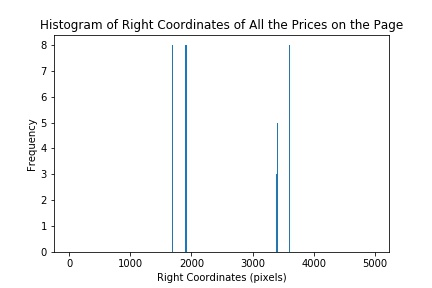 Histogram of Right Coordinates of All the Prices on the Page
8
7
6
5
4
3
2
1
0
Frequency
0 1000 2000 3000 4000 5000
Right Coordinates (pixels)